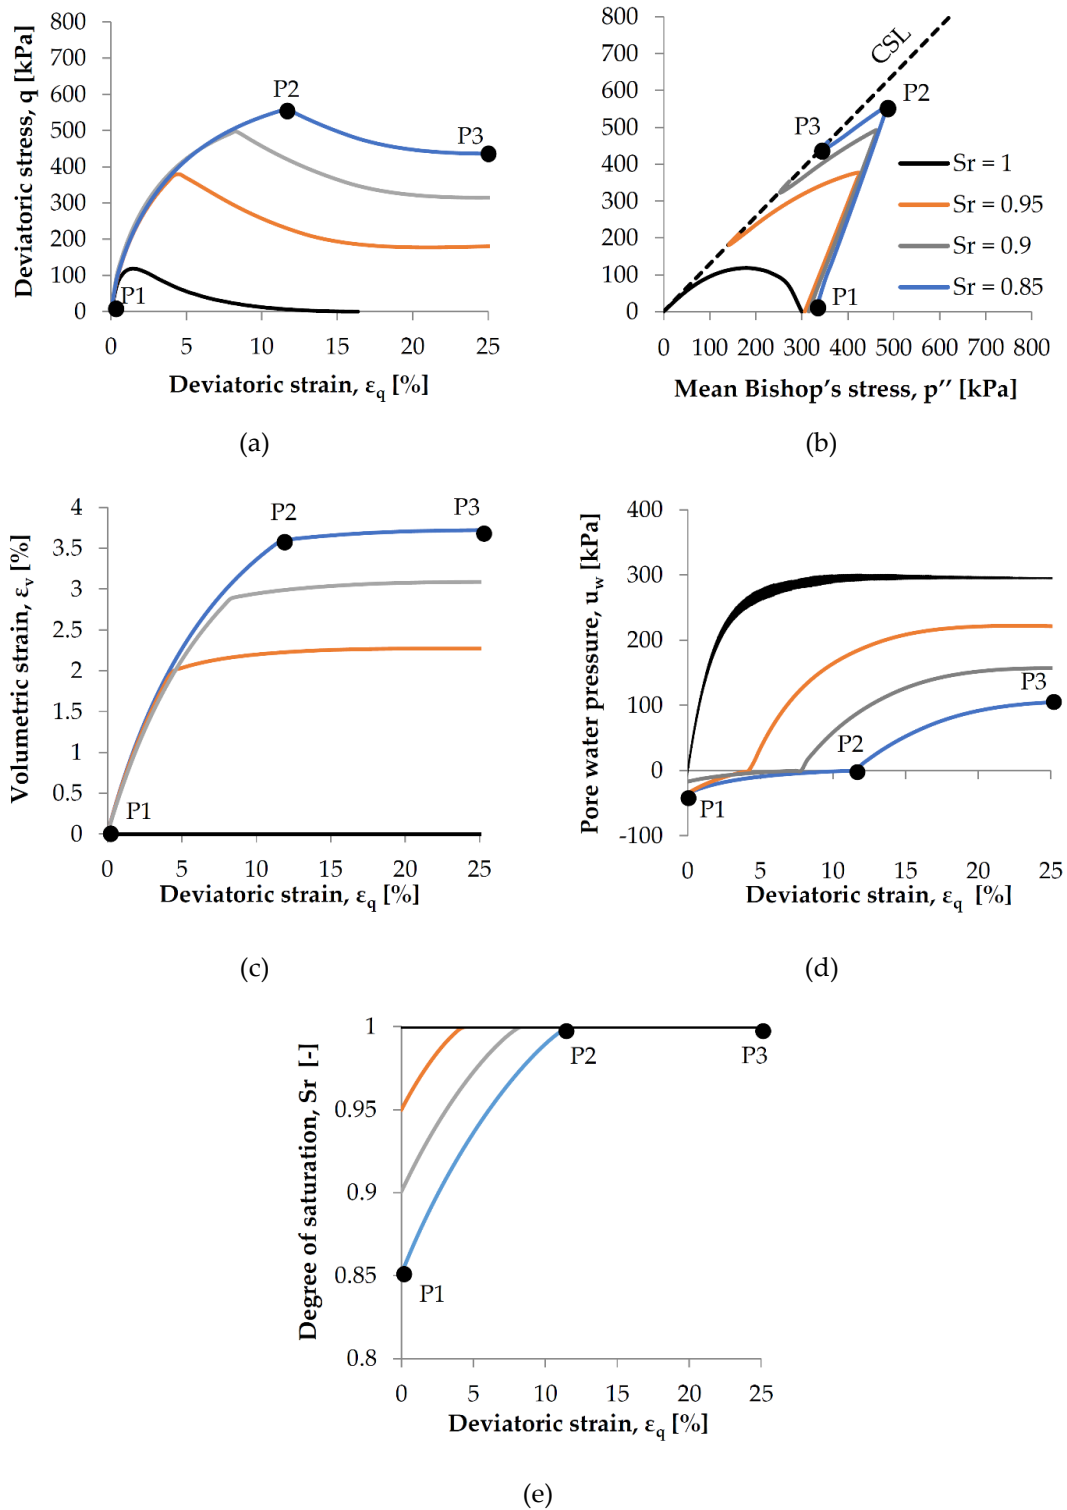 Deviatoric stress, q [kPa]
800
700
600
500
400
300
200
100
0
P1
P2
P3
0 5 10 15 20 25
Deviatoric strain, εq [%]
(a)
800
700
600
500
400
300
200
100
0
CSL
P2
P3
P1
Sr = 1
Sr = 0.95
Sr = 0.9
Sr = 0.85
0 100 200 300 400 500 600 700 800
Mean Bishop's stress, p'' [kPa]
(b)
Volumetric strain, εv [%]
4
3.5
3
2.5
2
1.5
1
0.5
0
P2
P3
P1
0 5 10 15 20 25
Deviatoric strain, εq [%]
(c)
Pore water pressure, uw [kPa]
400
300
200
100
0
-100
P3
P2
P1
0 5 10 15 20 25
Deviatoric strain, εq [%]
(d)
Degree of saturation, Sr [-]
1
0.95
0.9
0.85
0.8
P2
P3
P1
0 5 10 15 20 25
Deviatoric strain, εq [%]
(e)